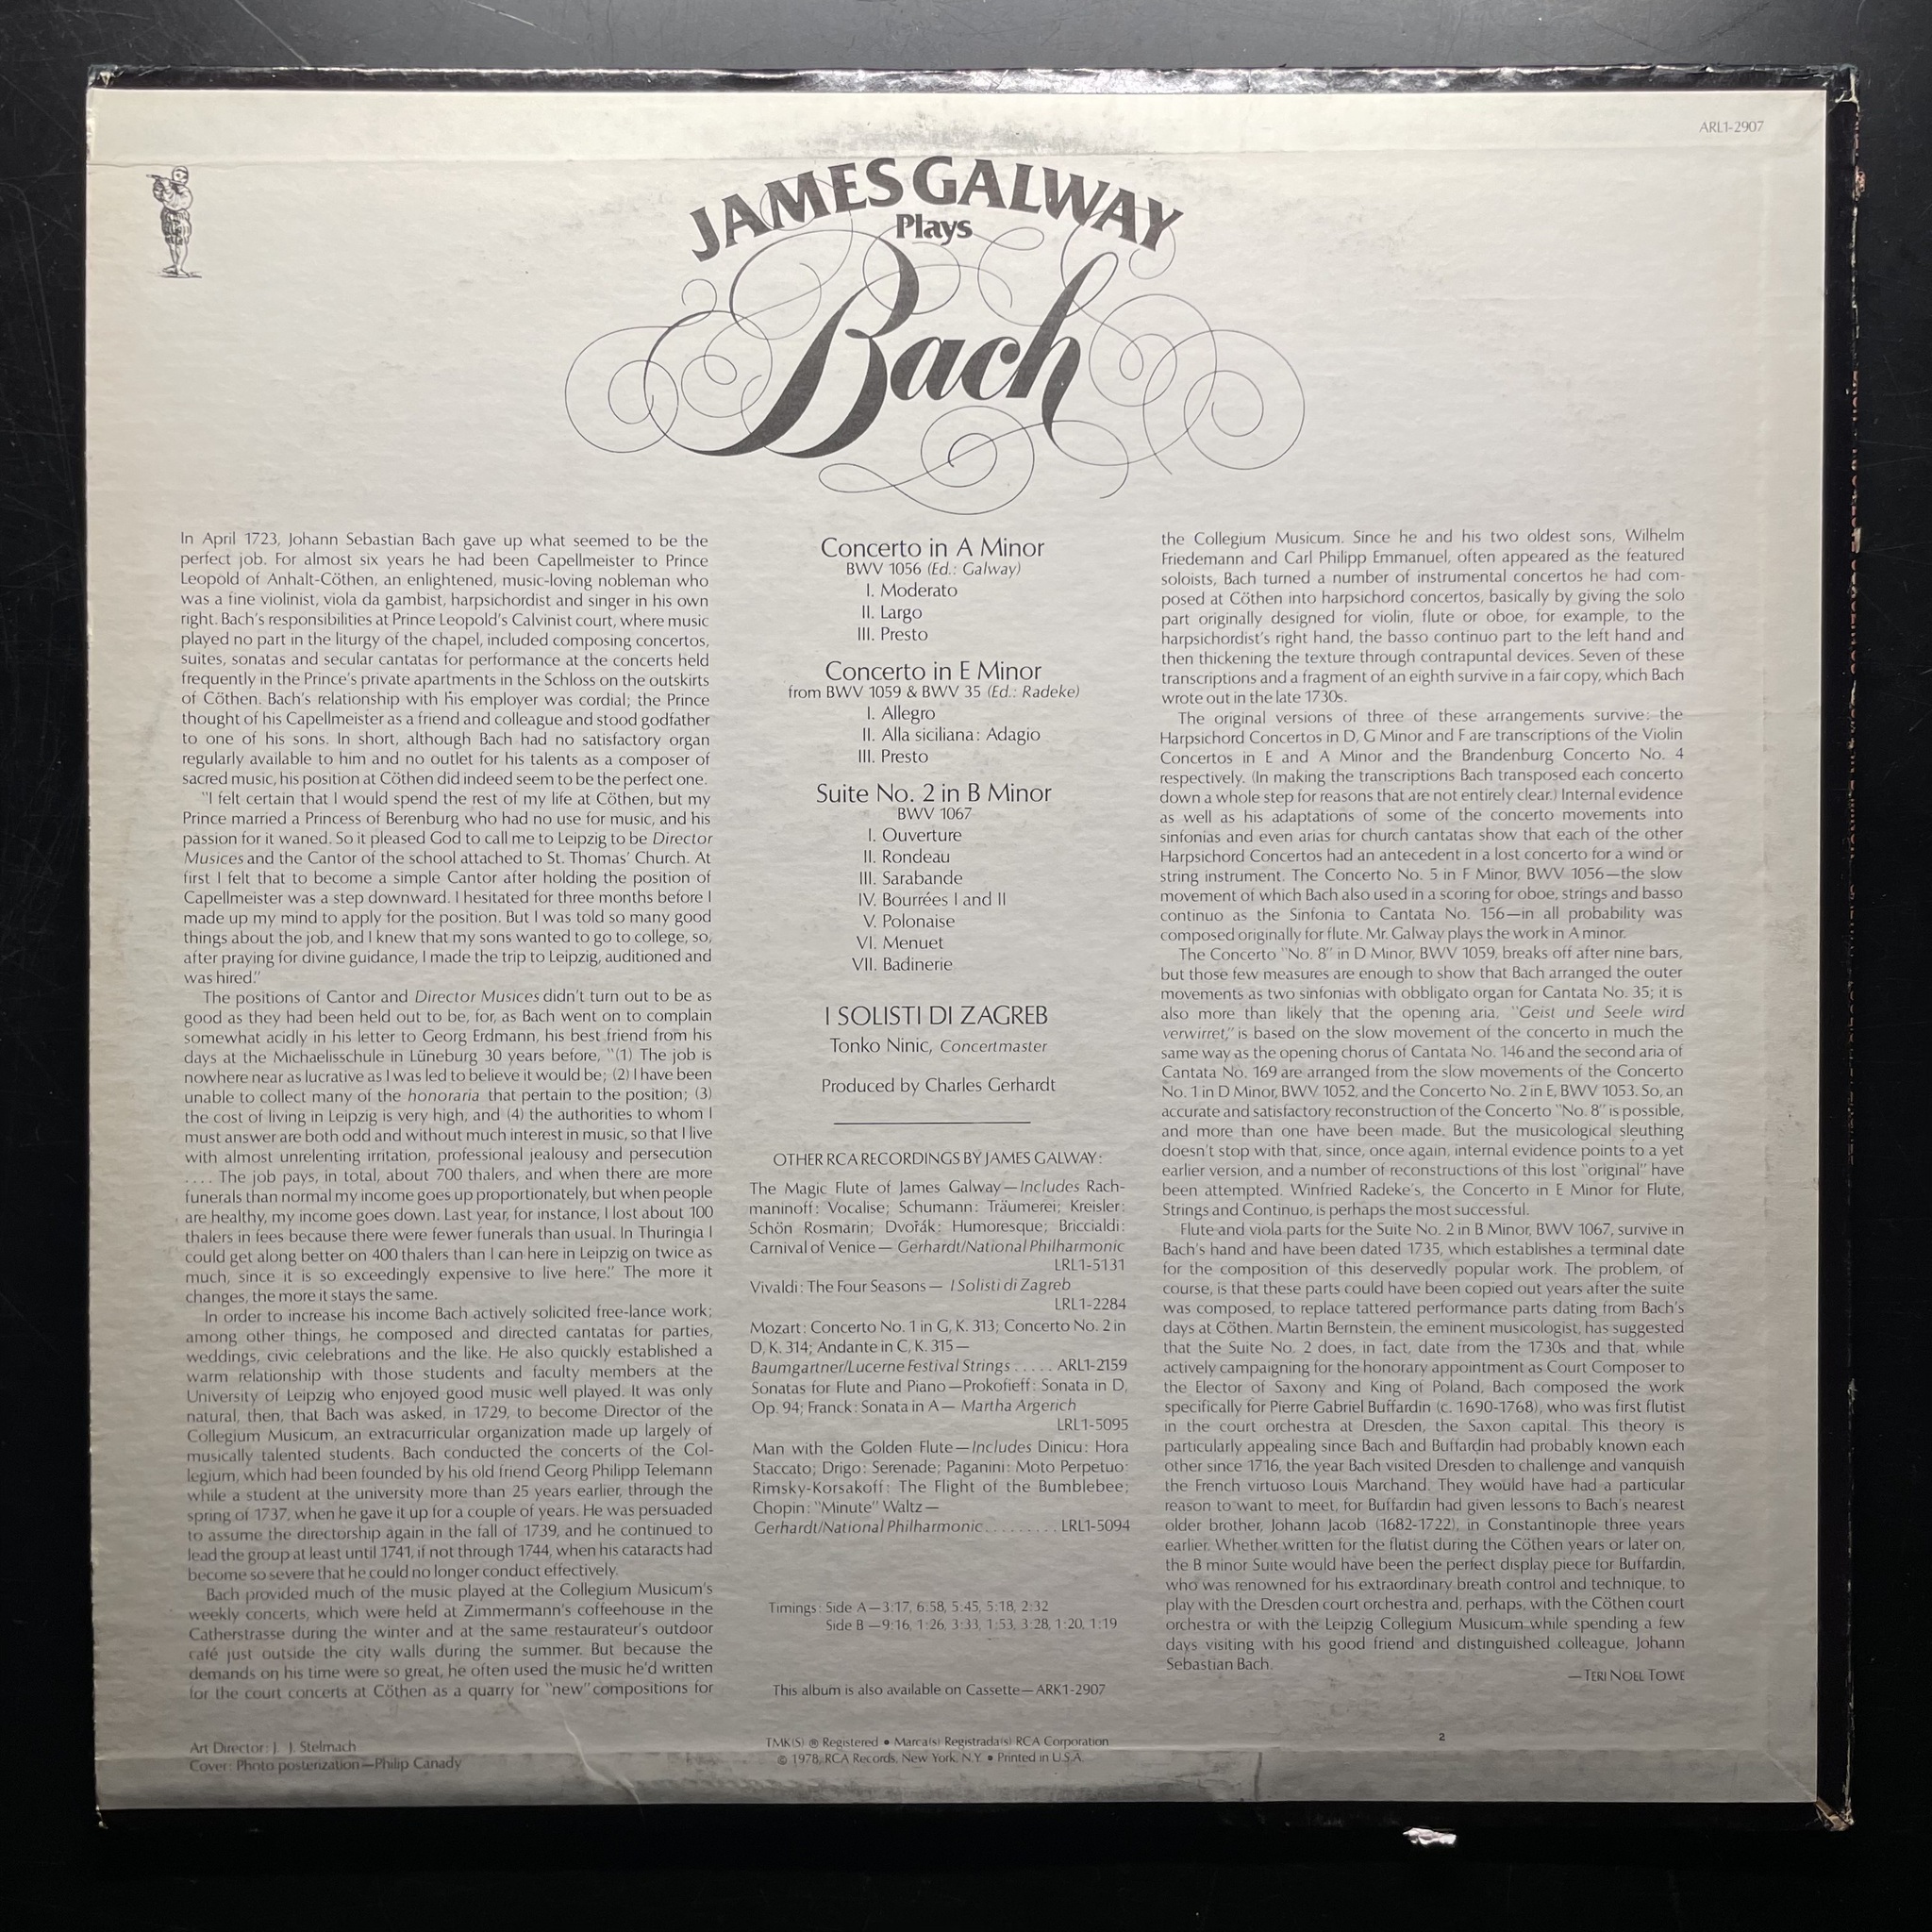 ARL1-2907
JAMES GALWAY
Plays
Bach
In April 1723, Johann Sebastian Bach gave up what seemed to be the
perfect job. For almost six years he had been Capellmeister to Prince
Leopold of Anhalt-Cöthen, an enlightened, music-loving nobleman who
was a fine violinist, viola da gambist, harpsichordist and singer in his own
right. Bach's responsibilities at Prince Leopold's Calvinist court, where music
played no part in the liturgy of the chapel, included composing concertos,
suites, sonatas and secular cantatas for performance at the concerts held
frequently in the Prince's private apartments in the Schloss on the outskirts
of Cöthen. Bach's relationship with his employer was cordial; the Prince
thought of his Capellmeister as a friend and colleague and stood godfather
to one of his sons. In short, although Bach had no satisfactory organ
regularly available to him and no outlet for his talents as a composer of
sacred music, his position at Cöthen did indeed seem to be the perfect one.
"I felt certain that I would spend the rest of my life at Cöthen, but my
Prince married a Princess of Berenburg who had no use for music, and his
passion for it waned. So it pleased God to call me to Leipzig to be Director
Musices and the Cantor of the school attached to St. Thomas' Church. At
first I felt that to become a simple Cantor after holding the position of
Capellmeister was a step downward. I hesitated for three months before I
made up my mind to apply for the position. But I was told so many good
things about the job, and I knew that my sons wanted to go to college, so,
after praying for divine guidance, I made the trip to Leipzig, auditioned and
was hired."
The positions of Cantor and Director Musices didn't turn out to be as
good as they had been held out to be, for, as Bach went on to complain
somewhat acidly in his letter to Georg Erdmann, his best friend from his
days at the Michaelisschule in Lüneburg 30 years before, "(1) The job is
nowhere near as lucrative as I was led to believe it would be; (2) I have been
unable to collect many of the honoraria that pertain to the position; (3)
the cost of living in Leipzig is very high, and (4) the authorities to whom I
must answer are both odd and without much interest in music, so that I live
with almost unrelenting irritation, professional jealousy and persecution
. . . . The job pays, in total, about 700 thalers, and when there are more
funerals than normal my income goes up proportionately, but when people
are healthy, my income goes down. Last year, for instance, I lost about 100
thalers in fees because there were fewer funerals than usual. In Thuringia I
could get along better on 400 thalers than I can here in Leipzig on twice as
much, since it is so exceedingly expensive to live here." The more it
changes, the more it stays the same.
In order to increase his income Bach actively solicited free-lance work;
among other things, he composed and directed cantatas for parties,
weddings, civic celebrations and the like. He also quickly established a
warm relationship with those students and faculty members at the
University of Leipzig who enjoyed good music well played. It was only
natural, then, that Bach was asked, in 1729, to become Director of the
Collegium Musicum, an extracurricular organization made up largely of
musically talented students. Bach conducted the concerts of the Col-
legium, which had been founded by his old friend Georg Philipp Telemann
while a student at the university more than 25 years earlier, through the
spring of 1737, when he gave it up for a couple of years. He was persuaded
to assume the directorship again in the fall of 1739, and he continued to
lead the group at least until 1741, if not through 1744, when his cataracts had
become so severe that he could no longer conduct effectively.
Bach provided much of the music played at the Collegium Musicum's
weekly concerts, which were held at Zimmermann's coffeehouse in the
Catherstrasse during the winter and at the same restaurateur's outdoor
café just outside the city walls during the summer. But because the
demands on his time were so great, he often used the music he'd written
for the court concerts at Cöthen as a quarry for "new" compositions for
Concerto in A Minor
BWV 1056 (Ed.: Galway)
I. Moderato
II. Largo
III. Presto
Concerto in E Minor
from BWV 1059 & BWV 35 (Ed.: Radeke)
I. Allegro
II. Alla siciliana: Adagio
III. Presto
Suite No. 2 in B Minor
BWV 1067
I. Ouverture
II. Rondeau
III. Sarabande
IV. Bourrées I and II
V. Polonaise
VI. Menuet
VII. Badinerie
I SOLISTI DI ZAGREB
Tonko Ninic, Concertmaster
Produced by Charles Gerhardt
OTHER RCA RECORDINGS BY JAMES GALWAY:
The Magic Flute of James Galway—Includes Rach-
maninoff: Vocalise; Schumann: Träumerei; Kreisler:
Schön Rosmarin; Dvořák: Humoresque; Briccialdi:
Carnival of Venice— Gerhardt/National Philharmonic
LRL1-5131
Vivaldi: The Four Seasons— I Solisti di Zagreb
LRL1-2284
Mozart: Concerto No. 1 in G, K. 313; Concerto No. 2 in
D, K. 314; Andante in C, K. 315—
Baumgartner/Lucerne Festival Strings . . . . . ARL1-2159
Sonatas for Flute and Piano—Prokofieff: Sonata in D,
Op. 94; Franck: Sonata in A— Martha Argerich
LRL1-5095
Man with the Golden Flute—Includes Dinicu: Hora
Staccato; Drigo: Serenade; Paganini: Moto Perpetuo:
Rimsky-Korsakoff: The Flight of the Bumblebee;
Chopin: "Minute" Waltz—
Gerhardt/National Philharmonic . . . . . . . . . LRL1-5094
Timings: Side A—3:17, 6:58, 5:45, 5:18, 2:32
Side B —9:16, 1:26, 3:33, 1:53, 3:28, 1:20, 1:19
This album is also available on Cassette—ARK1-2907
the Collegium Musicum. Since he and his two oldest sons, Wilhelm
Friedemann and Carl Philipp Emmanuel, often appeared as the featured
soloists, Bach turned a number of instrumental concertos he had com-
posed at Cöthen into harpsichord concertos, basically by giving the solo
part originally designed for violin, flute or oboe, for example, to the
harpsichordist's right hand, the basso continuo part to the left hand and
then thickening the texture through contrapuntal devices. Seven of these
transcriptions and a fragment of an eighth survive in a fair copy, which Bach
wrote out in the late 1730s.
The original versions of three of these arrangements survive: the
Harpsichord Concertos in D, G Minor and F are transcriptions of the Violin
Concertos in E and A Minor and the Brandenburg Concerto No. 4
respectively. (In making the transcriptions Bach transposed each concerto
down a whole step for reasons that are not entirely clear.) Internal evidence
as well as his adaptations of some of the concerto movements into
sinfonias and even arias for church cantatas show that each of the other
Harpsichord Concertos had an antecedent in a lost concerto for a wind or
string instrument. The Concerto No. 5 in F Minor, BWV 1056—the slow
movement of which Bach also used in a scoring for oboe, strings and basso
continuo as the Sinfonia to Cantata No. 156—in all probability was
composed originally for flute. Mr. Galway plays the work in A minor.
The Concerto "No. 8" in D Minor, BWV 1059, breaks off after nine bars,
but those few measures are enough to show that Bach arranged the outer
movements as two sinfonias with obbligato organ for Cantata No. 35; it is
also more than likely that the opening aria, "Geist und Seele wird
verwirret," is based on the slow movement of the concerto in much the
same way as the opening chorus of Cantata No. 146 and the second aria of
Cantata No. 169 are arranged from the slow movements of the Concerto
No. 1 in D Minor, BWV 1052, and the Concerto No. 2 in E, BWV 1053. So, an
accurate and satisfactory reconstruction of the Concerto "No. 8" is possible,
and more than one have been made. But the musicological sleuthing
doesn't stop with that, since, once again, internal evidence points to a yet
earlier version, and a number of reconstructions of this lost "original" have
been attempted. Winfried Radeke's, the Concerto in E Minor for Flute,
Strings and Continuo, is perhaps the most successful.
Flute and viola parts for the Suite No. 2 in B Minor, BWV 1067, survive in
Bach's hand and have been dated 1735, which establishes a terminal date
for the composition of this deservedly popular work. The problem, of
course, is that these parts could have been copied out years after the suite
was composed, to replace tattered performance parts dating from Bach's
days at Cöthen. Martin Bernstein, the eminent musicologist, has suggested
that the Suite No. 2 does, in fact, date from the 1730s and that, while
actively campaigning for the honorary appointment as Court Composer to
the Elector of Saxony and King of Poland, Bach composed the work
specifically for Pierre Gabriel Buffardin (c. 1690-1768), who was first flutist
in the court orchestra at Dresden, the Saxon capital. This theory is
particularly appealing since Bach and Buffardin had probably known each
other since 1716, the year Bach visited Dresden to challenge and vanquish
the French virtuoso Louis Marchand. They would have had a particular
reason to want to meet, for Buffardin had given lessons to Bach's nearest
older brother, Johann Jacob (1682-1722), in Constantinople three years
earlier. Whether written for the flutist during the Cöthen years or later on,
the B minor Suite would have been the perfect display piece for Buffardin,
who was renowned for his extraordinary breath control and technique, to
play with the Dresden court orchestra and, perhaps, with the Cöthen court
orchestra or with the Leipzig Collegium Musicum while spending a few
days visiting with his good friend and distinguished colleague, Johann
Sebastian Bach.
—TERI NOEL TOWE
Art Director: J. J. Stelmach
Cover: Photo posterization—Philip Canady
TMK(S) ® Registered • Marca(s) Registrada(s) RCA Corporation
© 1978, RCA Records, New York, N.Y. • Printed in U.S.A.
2